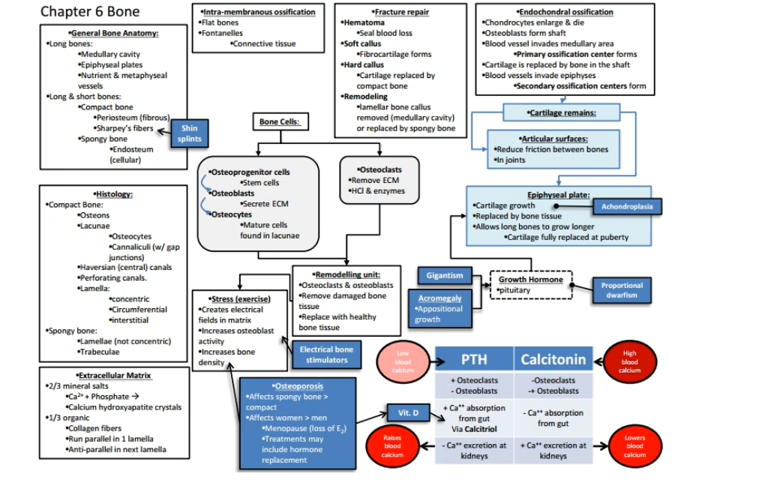 Chapter 6 Bone
•General Bone Anatomy:
•Long bones:
•Medullary cavity
•Epiphyseal plates
•Nutrient & metaphyseal
vessels
•Long & short bones:
•Compact bone
•Periosteum (fibrous)
•Sharpey's fibers
•Spongy bone
•Endosteum
(cellular)
Shin
splints
•Intra-membranous ossification
•Flat bones
•Fontanelles
•Connective tissue
•Fracture repair
•Hematoma
•Seal blood loss
•Soft callus
•Fibrocartilage forms
•Hard callus
•Cartilage replaced by
compact bone
•Remodeling
•lamellar bone callus
removed (medullary cavity)
or replaced by spongy bone
•Endochondral ossification
•Chondrocytes enlarge & die
•Osteoblasts form shaft
•Blood vessel invades medullary area
•Primary ossification center forms
•Cartilage is replaced by bone in the shaft
•Blood vessels invade epiphyses
•Secondary ossification centers form
•Cartilage remains:
•Articular surfaces:
•Reduce friction between bones
•In joints
Epiphyseal plate:
•Cartilage growth
•Replaced by bone tissue
•Allows long bones to grow longer
•Cartilage fully replaced at puberty
Achondroplasia
Bone Cells:
•Osteoprogenitor cells
•Stem cells
•Osteoblasts
•Secrete ECM
•Osteocytes
•Mature cells
found in lacunae
•Osteoclasts
•Remove ECM
•HCl & enzymes
•Histology:
•Compact Bone:
•Osteons
•Lacunae
•Osteocytes
•Cannaliculi (w/ gap
junctions)
•Haversian (central) canals
•Perforating canals.
•Lamella:
•concentric
•Circumferential
•interstitial
•Spongy bone:
•Lamellae (not concentric)
•Trabeculae
•Remodelling unit:
•Osteoclasts & osteoblasts
•Remove damaged bone
tissue
•Replace with healthy
bone tissue
•Stress (exercise)
•Creates electrical
fields in matrix
•Increases osteoblast
activity
•Increases bone
density
Electrical bone
stimulators
Gigantism
Acromegaly
•Appositional
growth
Growth Hormone
•pituitary
Proportional
dwarfism
•Extracellular Matrix
•2/3 mineral salts
•Ca²⁺ + Phosphate →
•Calcium hydroxyapatite crystals
•1/3 organic
•Collagen fibers
•Run parallel in 1 lamella
•Anti-parallel in next lamella
•Osteoporosis
•Affects spongy bone >
compact
•Affects women > men
•Menopause (loss of E₂)
•Treatments may
include hormone
replacement
Vit. D
Low
blood
calcium
PTH
Calcitonin
High
blood
calcium
+ Osteoclasts
- Osteoblasts
-Osteoclasts
-+ Osteoblasts
+ Ca⁺⁺ absorption
from gut
Via Calcitriol
- Ca⁺⁺ absorption
from gut
Raises
blood
calcium
- Ca⁺⁺ excretion at
kidneys
+ Ca⁺⁺ excretion at
kidneys
Lowers
blood
calcium